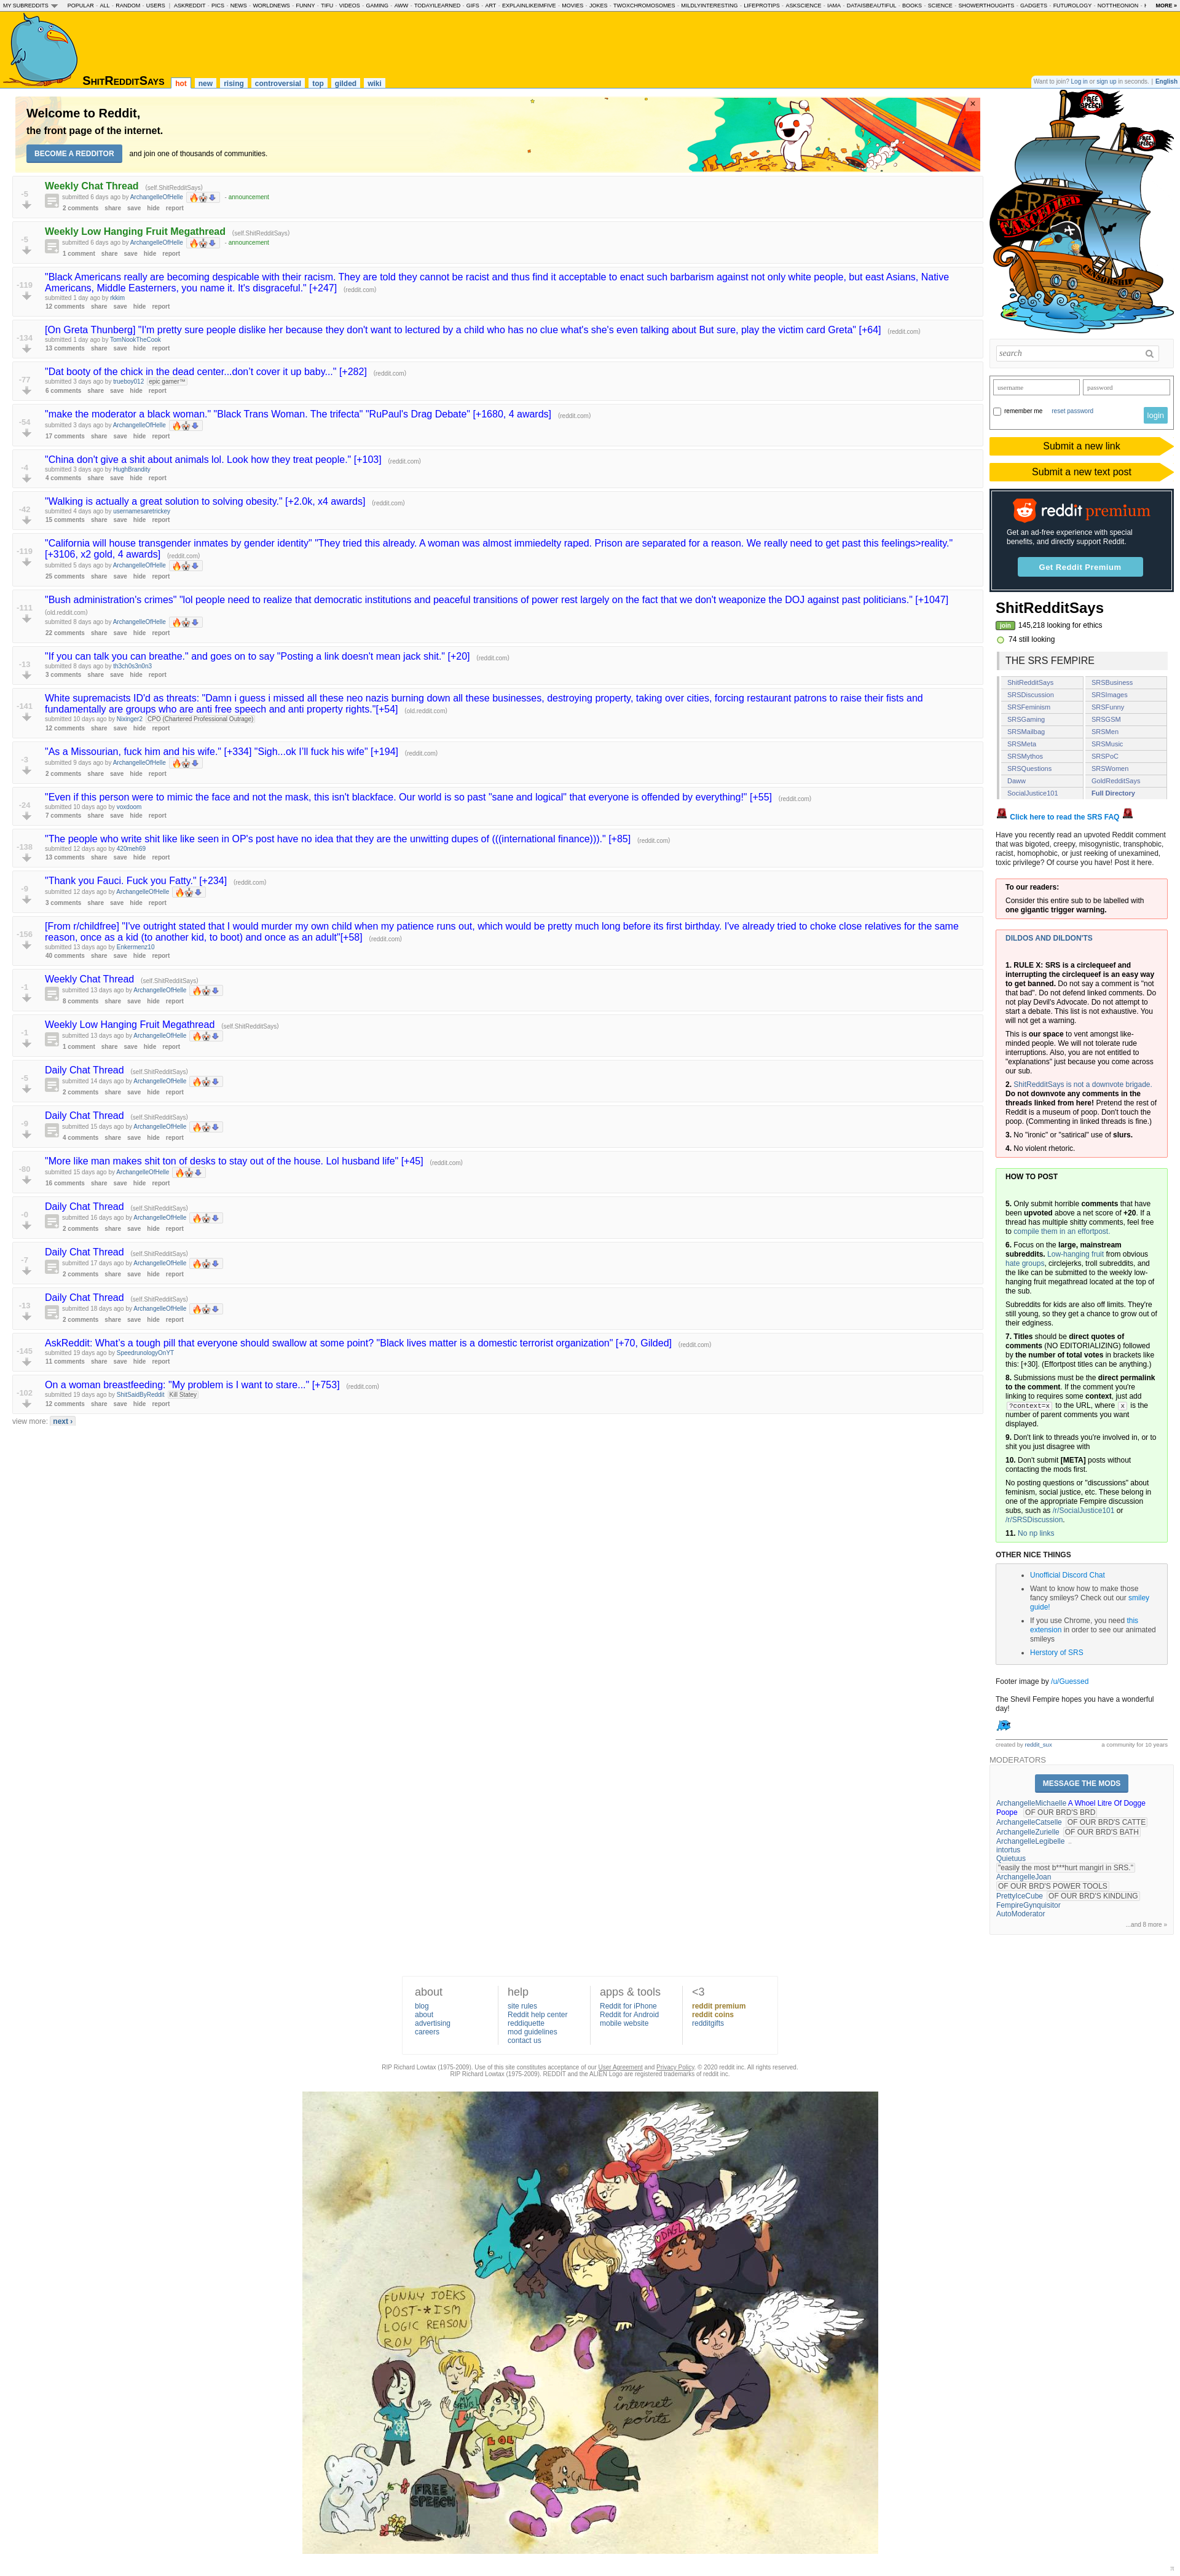 MY SUBREDDITS POPULAR - ALL - RANDOM - USERS | ASKREDDIT - PICS - NEWS - WORLDNEWS - FUNNY - TIFU - VIDEOS - GAMING - AWW - TODAYILEARNED - GIFS - ART - EXPLAINLIKEIMFIVE - MOVIES - JOKES - TWOXCHROMOSOMES - MILDLYINTERESTING - LIFEPROTIPS - ASKSCIENCE - IAMA - DATAISBEAUTIFUL - BOOKS - SCIENCE - SHOWERTHOUGHTS - GADGETS - FUTUROLOGY - NOTTHEONION - MORE »
ShitRedditSays hot new rising controversial top gilded wiki
Want to join? Log in or sign up in seconds. | English
Welcome to Reddit,
the front page of the internet.
BECOME A REDDITOR and join one of thousands of communities.
×
-5
Weekly Chat Thread (self.ShitRedditSays)
submitted 6 days ago by ArchangelleOfHelle - announcement
2 comments share save hide report
-5
Weekly Low Hanging Fruit Megathread (self.ShitRedditSays)
submitted 6 days ago by ArchangelleOfHelle - announcement
1 comment share save hide report
-119
"Black Americans really are becoming despicable with their racism. They are told they cannot be racist and thus find it acceptable to enact such barbarism against not only white people, but east Asians, Native
Americans, Middle Easterners, you name it. It's disgraceful." [+247] (reddit.com)
submitted 1 day ago by rkkim
12 comments share save hide report
-134
[On Greta Thunberg] "I'm pretty sure people dislike her because they don't want to lectured by a child who has no clue what's she's even talking about But sure, play the victim card Greta" [+64] (reddit.com)
submitted 1 day ago by TomNookTheCook
13 comments share save hide report
-77
"Dat booty of the chick in the dead center...don't cover it up baby..." [+282] (reddit.com)
submitted 3 days ago by trueboy012 epic gamer™
6 comments share save hide report
-54
"make the moderator a black woman." "Black Trans Woman. The trifecta" "RuPaul's Drag Debate" [+1680, 4 awards] (reddit.com)
submitted 3 days ago by ArchangelleOfHelle
17 comments share save hide report
-4
"China don't give a shit about animals lol. Look how they treat people." [+103] (reddit.com)
submitted 3 days ago by HughBrandity
4 comments share save hide report
-42
"Walking is actually a great solution to solving obesity." [+2.0k, x4 awards] (reddit.com)
submitted 4 days ago by usernamesaretrickey
15 comments share save hide report
-119
"California will house transgender inmates by gender identity" "They tried this already. A woman was almost immiedelty raped. Prison are separated for a reason. We really need to get past this feelings>reality."
[+3106, x2 gold, 4 awards] (reddit.com)
submitted 5 days ago by ArchangelleOfHelle
25 comments share save hide report
-111
"Bush administration's crimes" "lol people need to realize that democratic institutions and peaceful transitions of power rest largely on the fact that we don't weaponize the DOJ against past politicians." [+1047]
(old.reddit.com)
submitted 8 days ago by ArchangelleOfHelle
22 comments share save hide report
-13
"If you can talk you can breathe." and goes on to say "Posting a link doesn't mean jack shit." [+20] (reddit.com)
submitted 8 days ago by th3ch0s3n0n3
3 comments share save hide report
-141
White supremacists ID'd as threats: "Damn i guess i missed all these neo nazis burning down all these businesses, destroying property, taking over cities, forcing restaurant patrons to raise their fists and
fundamentally are groups who are anti free speech and anti property rights."[+54] (old.reddit.com)
submitted 10 days ago by Nixinger2 CPO (Chartered Professional Outrage)
12 comments share save hide report
-3
"As a Missourian, fuck him and his wife." [+334] "Sigh...ok I'll fuck his wife" [+194] (reddit.com)
submitted 9 days ago by ArchangelleOfHelle
2 comments share save hide report
-24
"Even if this person were to mimic the face and not the mask, this isn't blackface. Our world is so past "sane and logical" that everyone is offended by everything!" [+55] (reddit.com)
submitted 10 days ago by voxdoom
7 comments share save hide report
-138
"The people who write shit like like seen in OP's post have no idea that they are the unwitting dupes of (((international finance)))." [+85] (reddit.com)
submitted 12 days ago by 420meh69
13 comments share save hide report
-9
"Thank you Fauci. Fuck you Fatty." [+234] (reddit.com)
submitted 12 days ago by ArchangelleOfHelle
3 comments share save hide report
-156
[From r/childfree] "I've outright stated that I would murder my own child when my patience runs out, which would be pretty much long before its first birthday. I've already tried to choke close relatives for the same
reason, once as a kid (to another kid, to boot) and once as an adult"[+58] (reddit.com)
submitted 13 days ago by Enkermenz10
40 comments share save hide report
-1
Weekly Chat Thread (self.ShitRedditSays)
submitted 13 days ago by ArchangelleOfHelle
8 comments share save hide report
-1
Weekly Low Hanging Fruit Megathread (self.ShitRedditSays)
submitted 13 days ago by ArchangelleOfHelle
1 comment share save hide report
-5
Daily Chat Thread (self.ShitRedditSays)
submitted 14 days ago by ArchangelleOfHelle
2 comments share save hide report
-9
Daily Chat Thread (self.ShitRedditSays)
submitted 15 days ago by ArchangelleOfHelle
4 comments share save hide report
-80
"More like man makes shit ton of desks to stay out of the house. Lol husband life" [+45] (reddit.com)
submitted 15 days ago by ArchangelleOfHelle
16 comments share save hide report
-0
Daily Chat Thread (self.ShitRedditSays)
submitted 16 days ago by ArchangelleOfHelle
2 comments share save hide report
-7
Daily Chat Thread (self.ShitRedditSays)
submitted 17 days ago by ArchangelleOfHelle
2 comments share save hide report
-13
Daily Chat Thread (self.ShitRedditSays)
submitted 18 days ago by ArchangelleOfHelle
2 comments share save hide report
-145
AskReddit: What's a tough pill that everyone should swallow at some point? "Black lives matter is a domestic terrorist organization" [+70, Gilded] (reddit.com)
submitted 19 days ago by SpeedrunologyOnYT
11 comments share save hide report
-102
On a woman breastfeeding: "My problem is I want to stare..." [+753] (reddit.com)
submitted 19 days ago by ShitSaidByReddit Kill Statey
12 comments share save hide report
view more: next ›
FREE SPEECH
FREE SPEECH
FREE SPEECH
CANCELLED
CENSORSHIP
search
username password
remember me reset password login
Submit a new link
Submit a new text post
reddit premium
Get an ad-free experience with special
benefits, and directly support Reddit.
Get Reddit Premium
ShitRedditSays
join 145,218 looking for ethics
74 still looking
THE SRS FEMPIRE
ShitRedditSays SRSBusiness
SRSDiscussion SRSImages
SRSFeminism SRSFunny
SRSGaming SRSGSM
SRSMailbag SRSMen
SRSMeta SRSMusic
SRSMythos SRSPoC
SRSQuestions SRSWomen
Daww GoldRedditSays
SocialJustice101 Full Directory
Click here to read the SRS FAQ
Have you recently read an upvoted Reddit comment
that was bigoted, creepy, misogynistic, transphobic,
racist, homophobic, or just reeking of unexamined,
toxic privilege? Of course you have! Post it here.
To our readers:
Consider this entire sub to be labelled with
one gigantic trigger warning.
DILDOS AND DILDON'TS
1. RULE X: SRS is a circlequeef and
interrupting the circlequeef is an easy way
to get banned. Do not say a comment is "not
that bad". Do not defend linked comments. Do
not play Devil's Advocate. Do not attempt to
start a debate. This list is not exhaustive. You
will not get a warning.
This is our space to vent amongst like-
minded people. We will not tolerate rude
interruptions. Also, you are not entitled to
"explanations" just because you come across
our sub.
2. ShitRedditSays is not a downvote brigade.
Do not downvote any comments in the
threads linked from here! Pretend the rest of
Reddit is a museum of poop. Don't touch the
poop. (Commenting in linked threads is fine.)
3. No "ironic" or "satirical" use of slurs.
4. No violent rhetoric.
HOW TO POST
5. Only submit horrible comments that have
been upvoted above a net score of +20. If a
thread has multiple shitty comments, feel free
to compile them in an effortpost.
6. Focus on the large, mainstream
subreddits. Low-hanging fruit from obvious
hate groups, circlejerks, troll subreddits, and
the like can be submitted to the weekly low-
hanging fruit megathread located at the top of
the sub.
Subreddits for kids are also off limits. They're
still young, so they get a chance to grow out of
their edginess.
7. Titles should be direct quotes of
comments (NO EDITORIALIZING) followed
by the number of total votes in brackets like
this: [+30]. (Effortpost titles can be anything.)
8. Submissions must be the direct permalink
to the comment. If the comment you're
linking to requires some context, just add
?context=x to the URL, where x is the
number of parent comments you want
displayed.
9. Don't link to threads you're involved in, or to
shit you just disagree with
10. Don't submit [META] posts without
contacting the mods first.
No posting questions or "discussions" about
feminism, social justice, etc. These belong in
one of the appropriate Fempire discussion
subs, such as /r/SocialJustice101 or
/r/SRSDiscussion.
11. No np links
OTHER NICE THINGS
Unofficial Discord Chat
Want to know how to make those
fancy smileys? Check out our smiley
guide!
If you use Chrome, you need this
extension in order to see our animated
smileys
Herstory of SRS
Footer image by /u/Guessed
The Shevil Fempire hopes you have a wonderful
day!
created by reddit_sux a community for 10 years
MODERATORS
MESSAGE THE MODS
ArchangelleMichaelle A Whoel Litre Of Dogge
Poope OF OUR BRD'S BRD
ArchangelleCatselle OF OUR BRD'S CATTE
ArchangelleZurielle OF OUR BRD'S BATH
ArchangelleLegibelle .
intortus
Quietuus
"easily the most b***hurt mangirl in SRS."
ArchangelleJoan
OF OUR BRD'S POWER TOOLS
PrettyIceCube OF OUR BRD'S KINDLING
FempireGynquisitor
AutoModerator
...and 8 more »
about help apps & tools <3
blog site rules Reddit for iPhone reddit premium
about Reddit help center Reddit for Android reddit coins
advertising reddiquette mobile website redditgifts
careers mod guidelines
contact us
RIP Richard Lowtax (1975-2009). Use of this site constitutes acceptance of our User Agreement and Privacy Policy. © 2020 reddit inc. All rights reserved.
RIP Richard Lowtax (1975-2009). REDDIT and the ALIEN Logo are registered trademarks of reddit inc.
DAGZ
FUNNY JOEKS
POST-*ISM
LOGIC REASON
RON PAUL
MY HERO
LOL
my
internet
points
FREE
SPEECH
π